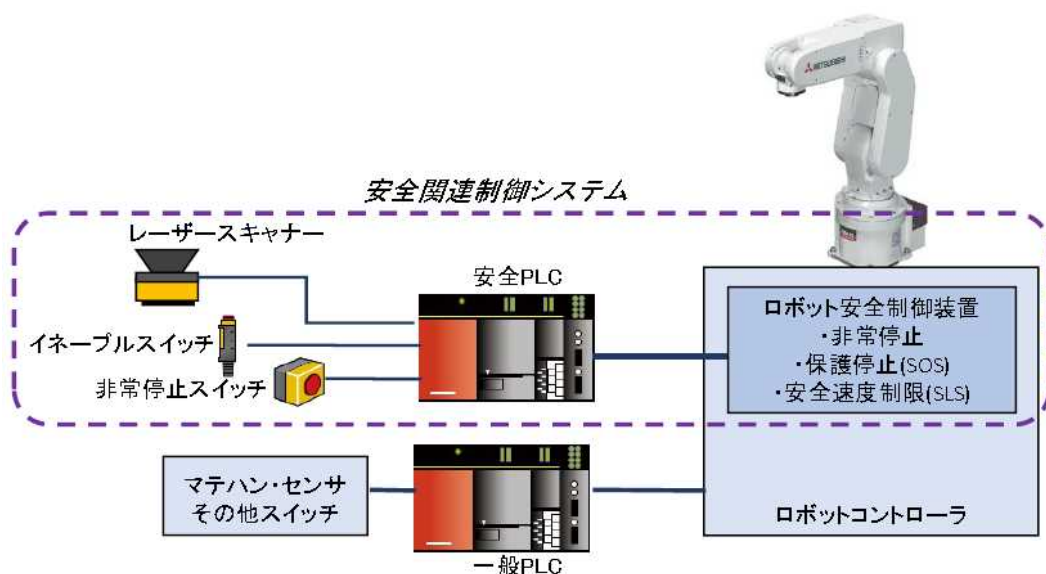 MITSUBISHI
安全関連制御システム
レーザースキャナー
安全PLC
イネーブルスイッチ
非常停止スイッチ
ロボット安全制御装置
・非常停止
・保護停止(SOS)
・安全速度制限(SLS)
マテハン・センサ
その他スイッチ
一般PLC
ロボットコントローラ